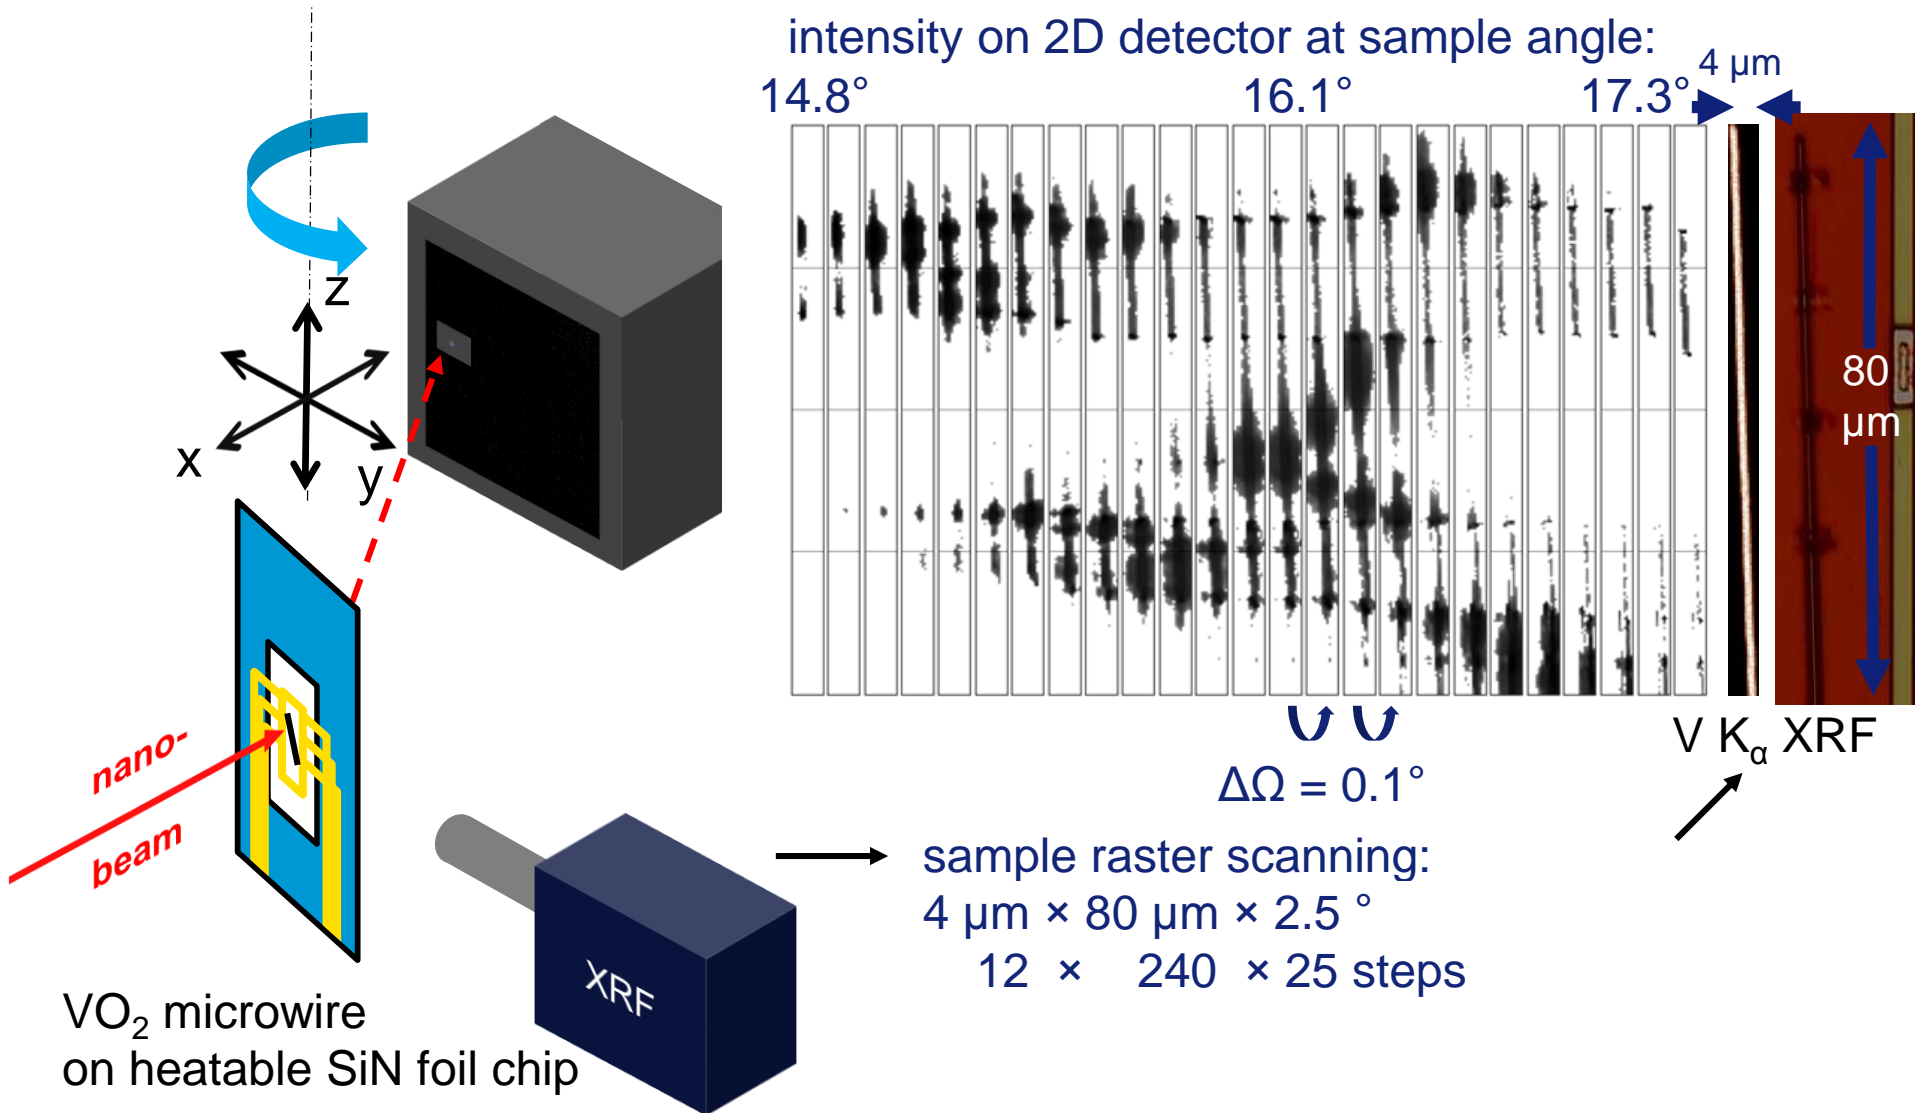 intensity on 2D detector at sample angle:
14.8° 16.1° 17.3° 4 µm
z
x y
80
µm
nano-
beam
V Kα XRF
ΔΩ = 0.1°
sample raster scanning:
4 µm × 80 µm × 2.5 °
12 × 240 × 25 steps
XRF
VO₂ microwire
on heatable SiN foil chip